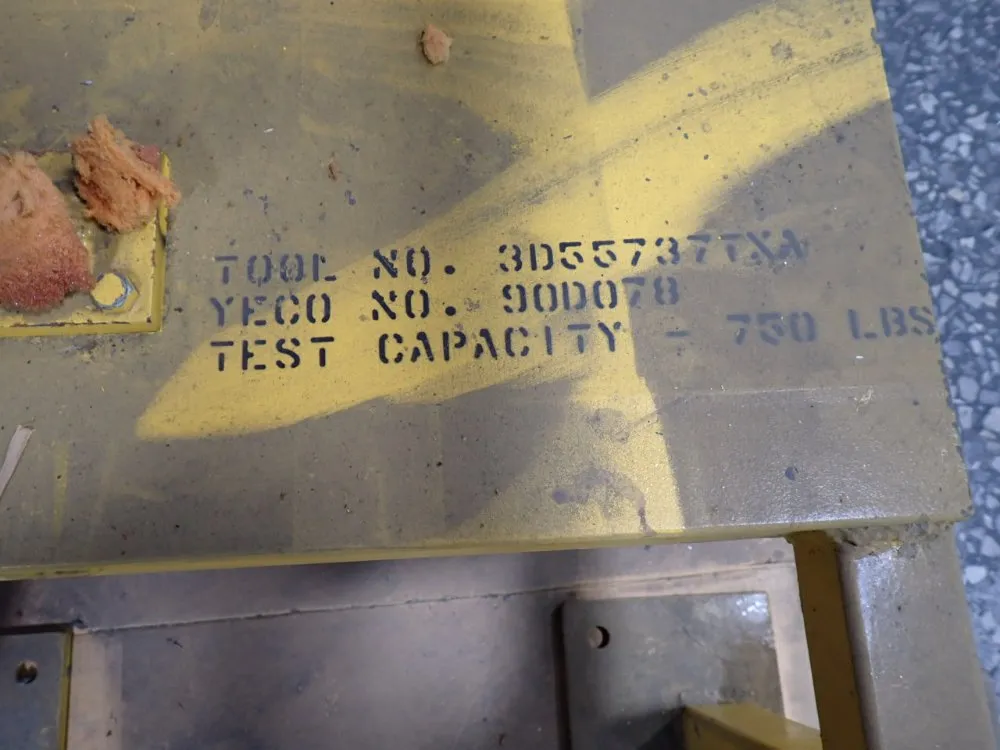 TOOL NO. 3D55737TXA
YECO NO. 90D078
TEST CAPACITY - 750 LBS